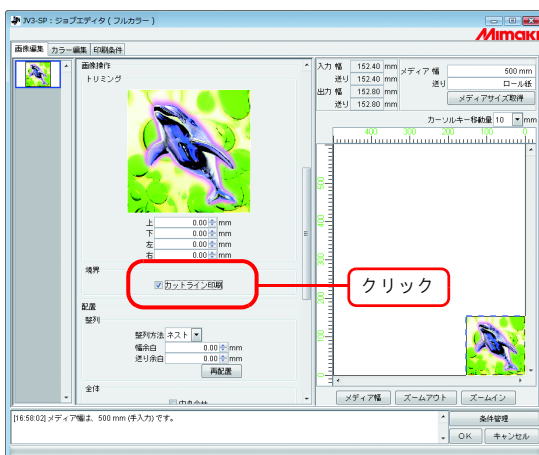 JV3-SP：ジョブエディタ ( フルカラー )
Mimaki
画像編集 カラー編集 印刷条件
画像操作
トリミング
上 0.00 mm
下 0.00 mm
左 0.00 mm
右 0.00 mm
境界
カットライン印刷
配置
整列
整列方法 ネスト
幅余白 0.00 mm
送り余白 0.00 mm
再配置
全体
入力 幅 152.40 mm
送り 152.40 mm
出力 幅 152.80 mm
送り 152.80 mm
メディア 幅 500 mm
送り ロール紙
メディアサイズ取得
カーソルキー移動量 10 mm
400 300 200 100 0
500
400
300
200
100
0
クリック
メディア幅 ズームアウト ズームイン
[16:58:02] メディア幅は、500 mm (手入力) です。
条件管理
OK キャンセル